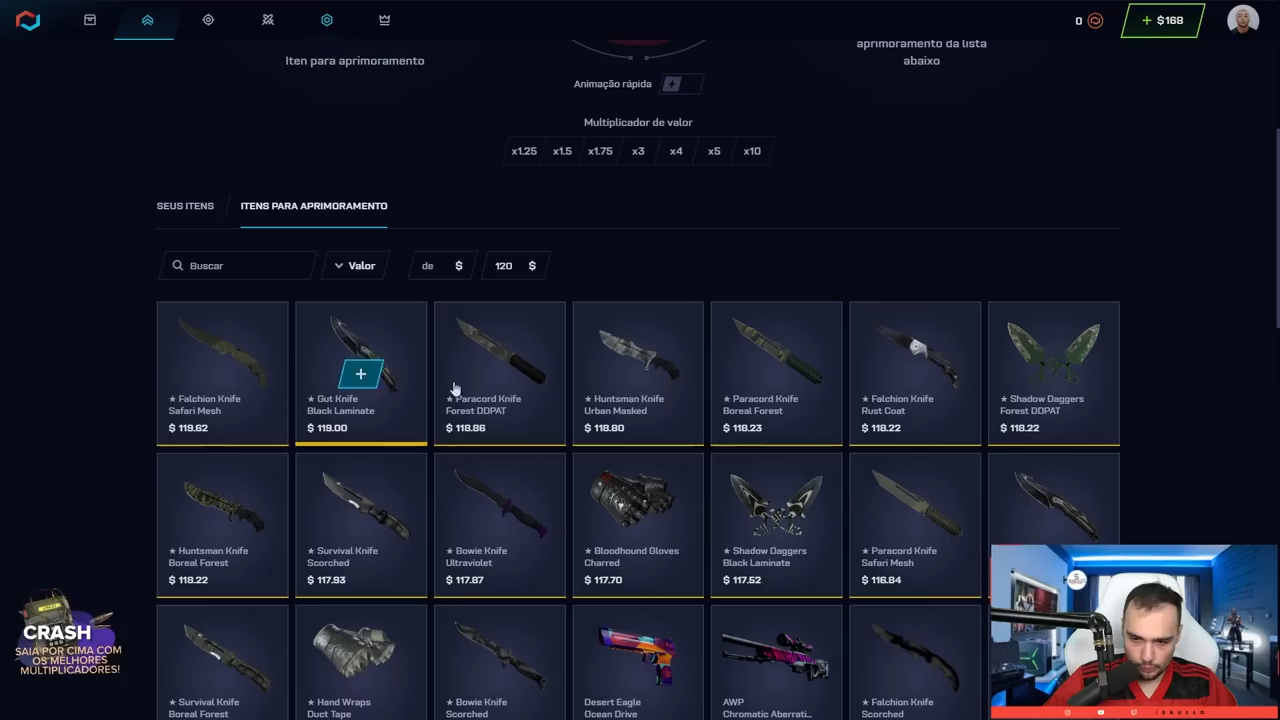 0
+ $168
Iten para aprimoramento
aprimoramento da lista
abaixo
Animação rápida
Multiplicador de valor
x1.25 x1.5 x1.75 x3 x4 x5 x10
SEUS ITENS
ITENS PARA APRIMORAMENTO
Buscar
Valor
de $
120 $
★ Falchion Knife
Safari Mesh
$ 119.62
★ Gut Knife
Black Laminate
$ 119.00
★ Paracord Knife
Forest DDPAT
$ 118.86
★ Huntsman Knife
Urban Masked
$ 118.80
★ Paracord Knife
Boreal Forest
$ 118.23
★ Falchion Knife
Rust Coat
$ 118.22
★ Shadow Daggers
Forest DDPAT
$ 118.22
★ Huntsman Knife
Boreal Forest
$ 118.22
★ Survival Knife
Scorched
$ 117.93
★ Bowie Knife
Ultraviolet
$ 117.87
★ Bloodhound Gloves
Charred
$ 117.70
★ Shadow Daggers
Black Laminate
$ 117.52
★ Paracord Knife
Safari Mesh
$ 116.84
★ Survival Knife
Boreal Forest
★ Hand Wraps
Duct Tape
★ Bowie Knife
Scorched
Desert Eagle
Ocean Drive
AWP
Chromatic Aberrati...
★ Falchion Knife
Scorched
CRASH
SAIA POR CIMA COM
OS MELHORES
MULTIPLICADORES!
/SAULLO